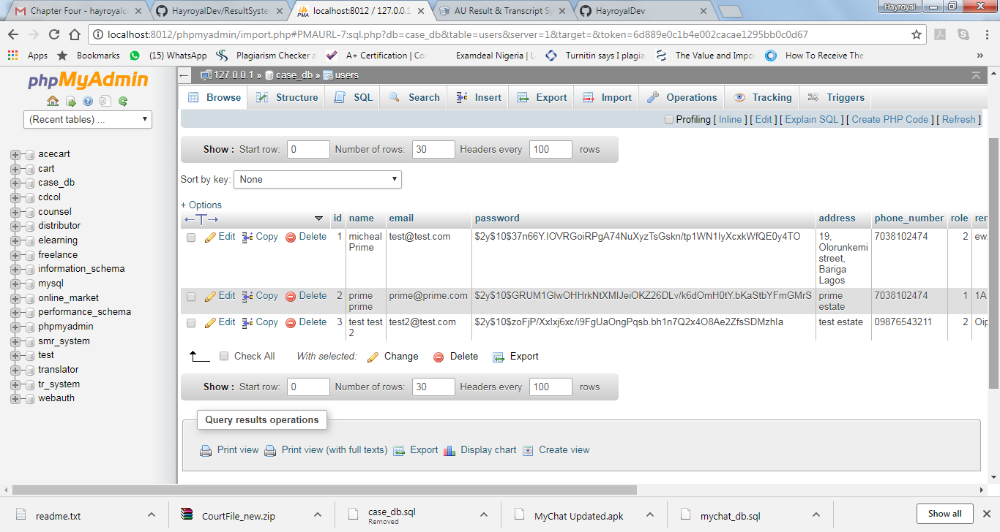 Chapter Four - hayroyalco
HayroyalDev/ResultSystem
localhost:8012 / 127.0.0.1
AU Result & Transcript Sy
HayroyalDev
Hayroyal
localhost:8012/phpmyadmin/import.php#PMAURL-7:sql.php?db=case_db&table=users&server=1&target=&token=6d889e0c1b4e002cacae1295bb0c0d67
Apps
Bookmarks
(15) WhatsApp
Plagiarism Checker a
A+ Certification | Co
Examdeal Nigeria | L
Turnitin says I plagia
The Value and Impo
How To Receive The
»
phpMyAdmin
(Recent tables) ...
acecart
cart
case_db
cdcol
counsel
distributor
elearning
freelance
information_schema
mysql
online_market
performance_schema
phpmyadmin
smr_system
test
translator
tr_system
webauth
127.0.0.1 » case_db » users
Browse
Structure
SQL
Search
Insert
Export
Import
Operations
Tracking
Triggers
Profiling [ Inline ] [ Edit ] [ Explain SQL ] [ Create PHP Code ] [ Refresh ]
Show : Start row: 0 Number of rows: 30 Headers every 100 rows
Sort by key: None
+ Options
id name email password address phone_number role rem
Edit Copy Delete 1 micheal Prime test@test.com $2y$10$37n66Y.IOVRGoiRPgA74NuXyzTsGskn/tp1WN1IyXcxkWfQE0y4TO 19, Olorunkemi street, Bariga Lagos 7038102474 2 ew
Edit Copy Delete 2 prime prime prime@prime.com $2y$10$GRUM1GlwOHHrkNtXMIJeiOKZ26DLv/k6dOmH0tY.bKaStbYFmGMrS prime estate 7038102474 1 1A
Edit Copy Delete 3 test test 2 test2@test.com $2y$10$zoFjP/XxIxj6xc/i9FgUaOngPqsb.bh1n7Q2x4O8Ae2ZfsSDMzhIa test estate 09876543211 2 Oip
Check All With selected: Change Delete Export
Show : Start row: 0 Number of rows: 30 Headers every 100 rows
Query results operations
Print view Print view (with full texts) Export Display chart Create view
readme.txt
CourtFile_new.zip
case_db.sql
Removed
MyChat Updated.apk
mychat_db.sql
Show all